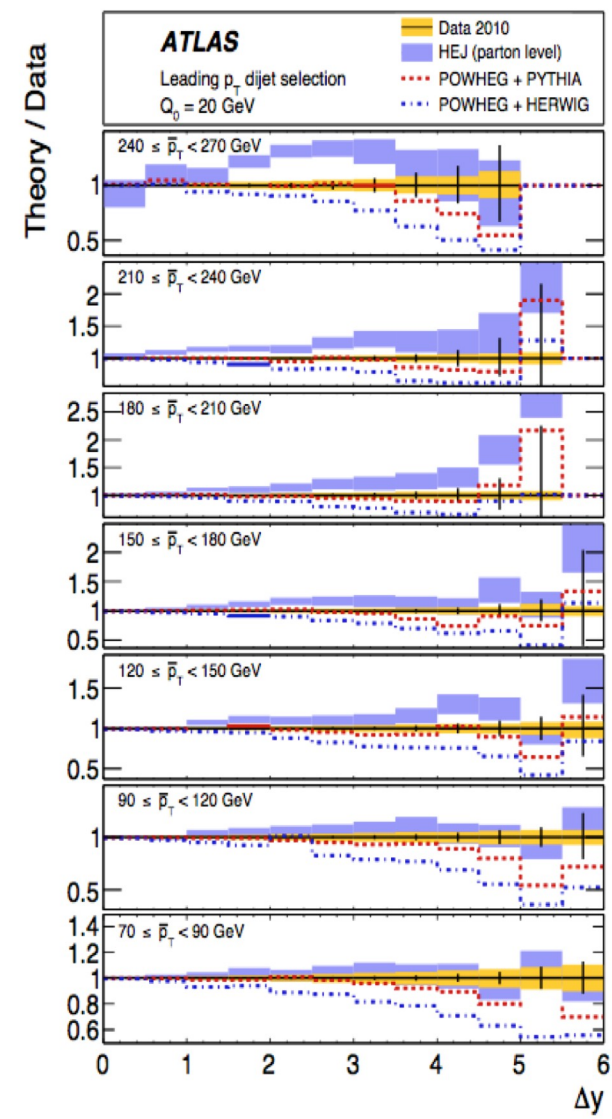 ATLAS
Leading p_T dijet selection
Q_0 = 20 GeV
Data 2010
HEJ (parton level)
POWHEG + PYTHIA
POWHEG + HERWIG
Theory / Data
240 ≤ p̅_T < 270 GeV
1
0.5
210 ≤ p̅_T < 240 GeV
2
1.5
1
180 ≤ p̅_T < 210 GeV
2.5
2
1.5
1
150 ≤ p̅_T < 180 GeV
2
1.5
1
0.5
120 ≤ p̅_T < 150 GeV
1.5
1
0.5
90 ≤ p̅_T < 120 GeV
1
0.5
70 ≤ p̅_T < 90 GeV
1.4
1.2
1
0.8
0.6
0 1 2 3 4 5 6
Δy